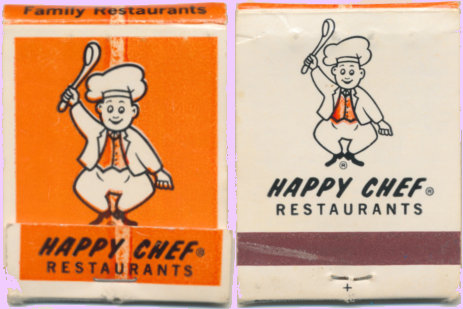 Family Restaurants
HAPPY CHEF®
RESTAURANTS
®
HAPPY CHEF®
RESTAURANTS
+